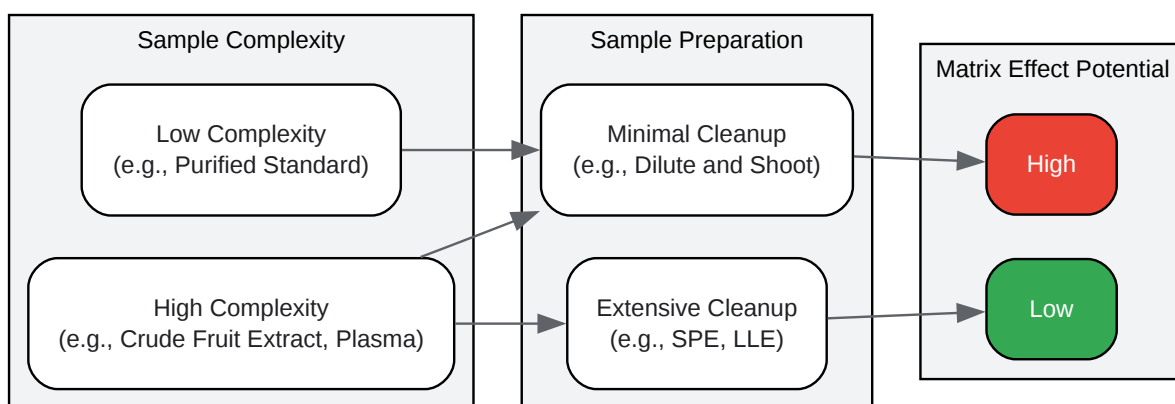 Sample Complexity
Low Complexity
(e.g., Purified Standard)
High Complexity
(e.g., Crude Fruit Extract, Plasma)
Sample Preparation
Minimal Cleanup
(e.g., Dilute and Shoot)
Extensive Cleanup
(e.g., SPE, LLE)
Matrix Effect Potential
High
Low